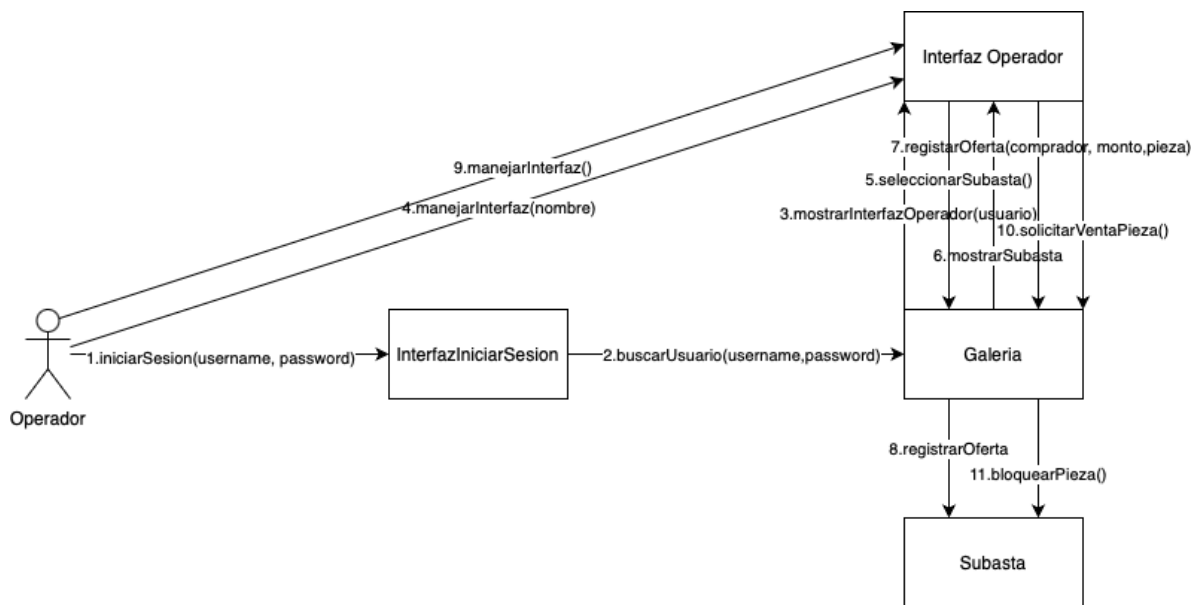 Interfaz Operador
7.registarOferta(comprador, monto,pieza)
9.manejarInterfaz()
5.seleccionarSubasta()
4.manejarInterfaz(nombre)
3.mostrarInterfazOperador(usuario)
10.solicitarVentaPieza()
6.mostrarSubasta
1.iniciarSesion(username, password)
InterfazIniciarSesion
2.buscarUsuario(username,password)
Galeria
Operador
8.registrarOferta
11.bloquearPieza()
Subasta